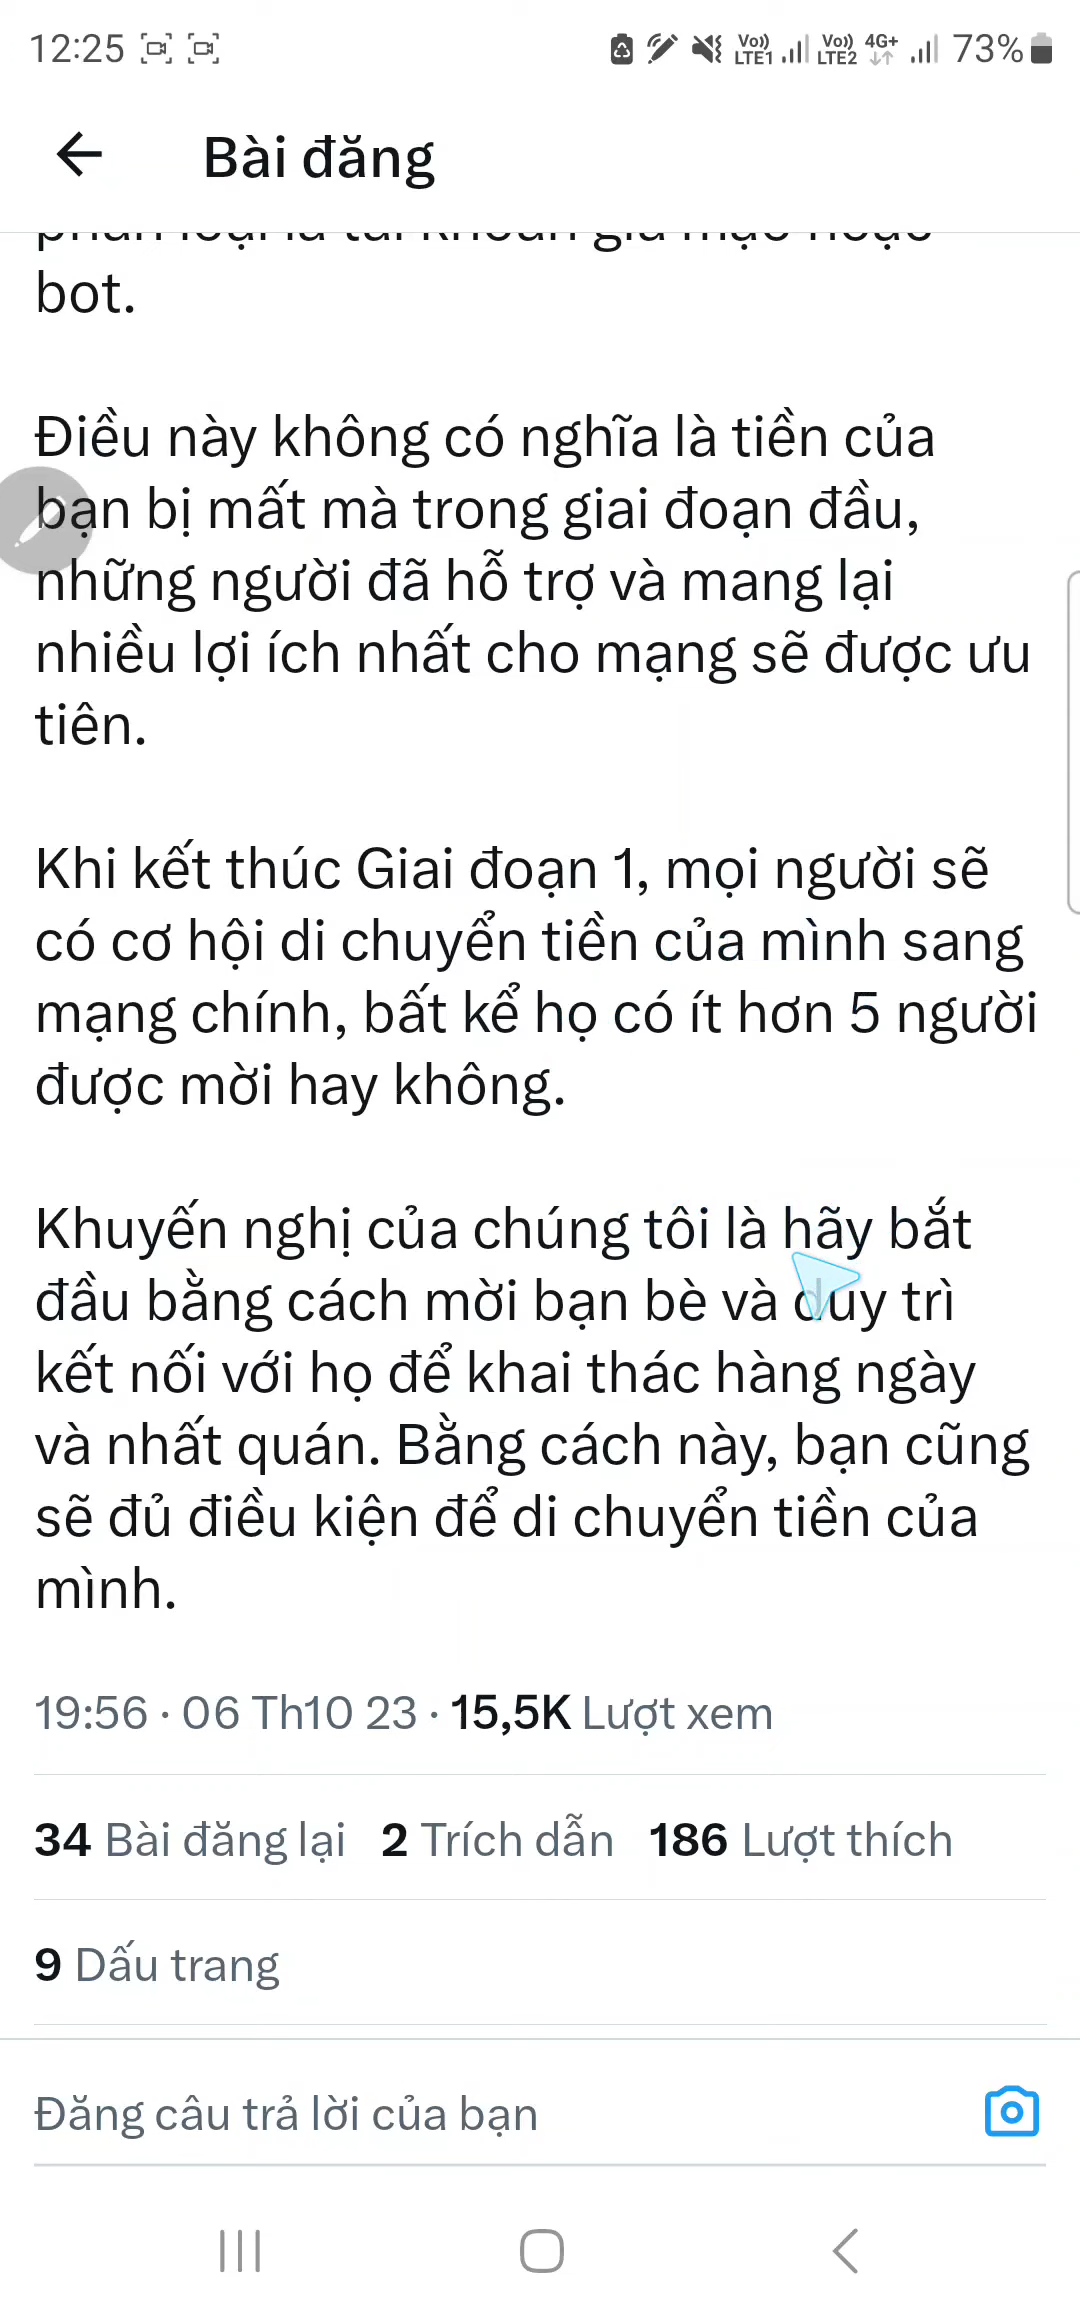 12:25
Vo)) LTE1 Vo)) LTE2 4G+ 73%
Bài đăng
bot.
Điều này không có nghĩa là tiền của
bạn bị mất mà trong giai đoạn đầu,
những người đã hỗ trợ và mang lại
nhiều lợi ích nhất cho mạng sẽ được ưu
tiên.
Khi kết thúc Giai đoạn 1, mọi người sẽ
có cơ hội di chuyển tiền của mình sang
mạng chính, bất kể họ có ít hơn 5 người
được mời hay không.
Khuyến nghị của chúng tôi là hãy bắt
đầu bằng cách mời bạn bè và duy trì
kết nối với họ để khai thác hàng ngày
và nhất quán. Bằng cách này, bạn cũng
sẽ đủ điều kiện để di chuyển tiền của
mình.
19:56 · 06 Th10 23 · 15,5K Lượt xem
34 Bài đăng lại 2 Trích dẫn 186 Lượt thích
9 Dấu trang
Đăng câu trả lời của bạn